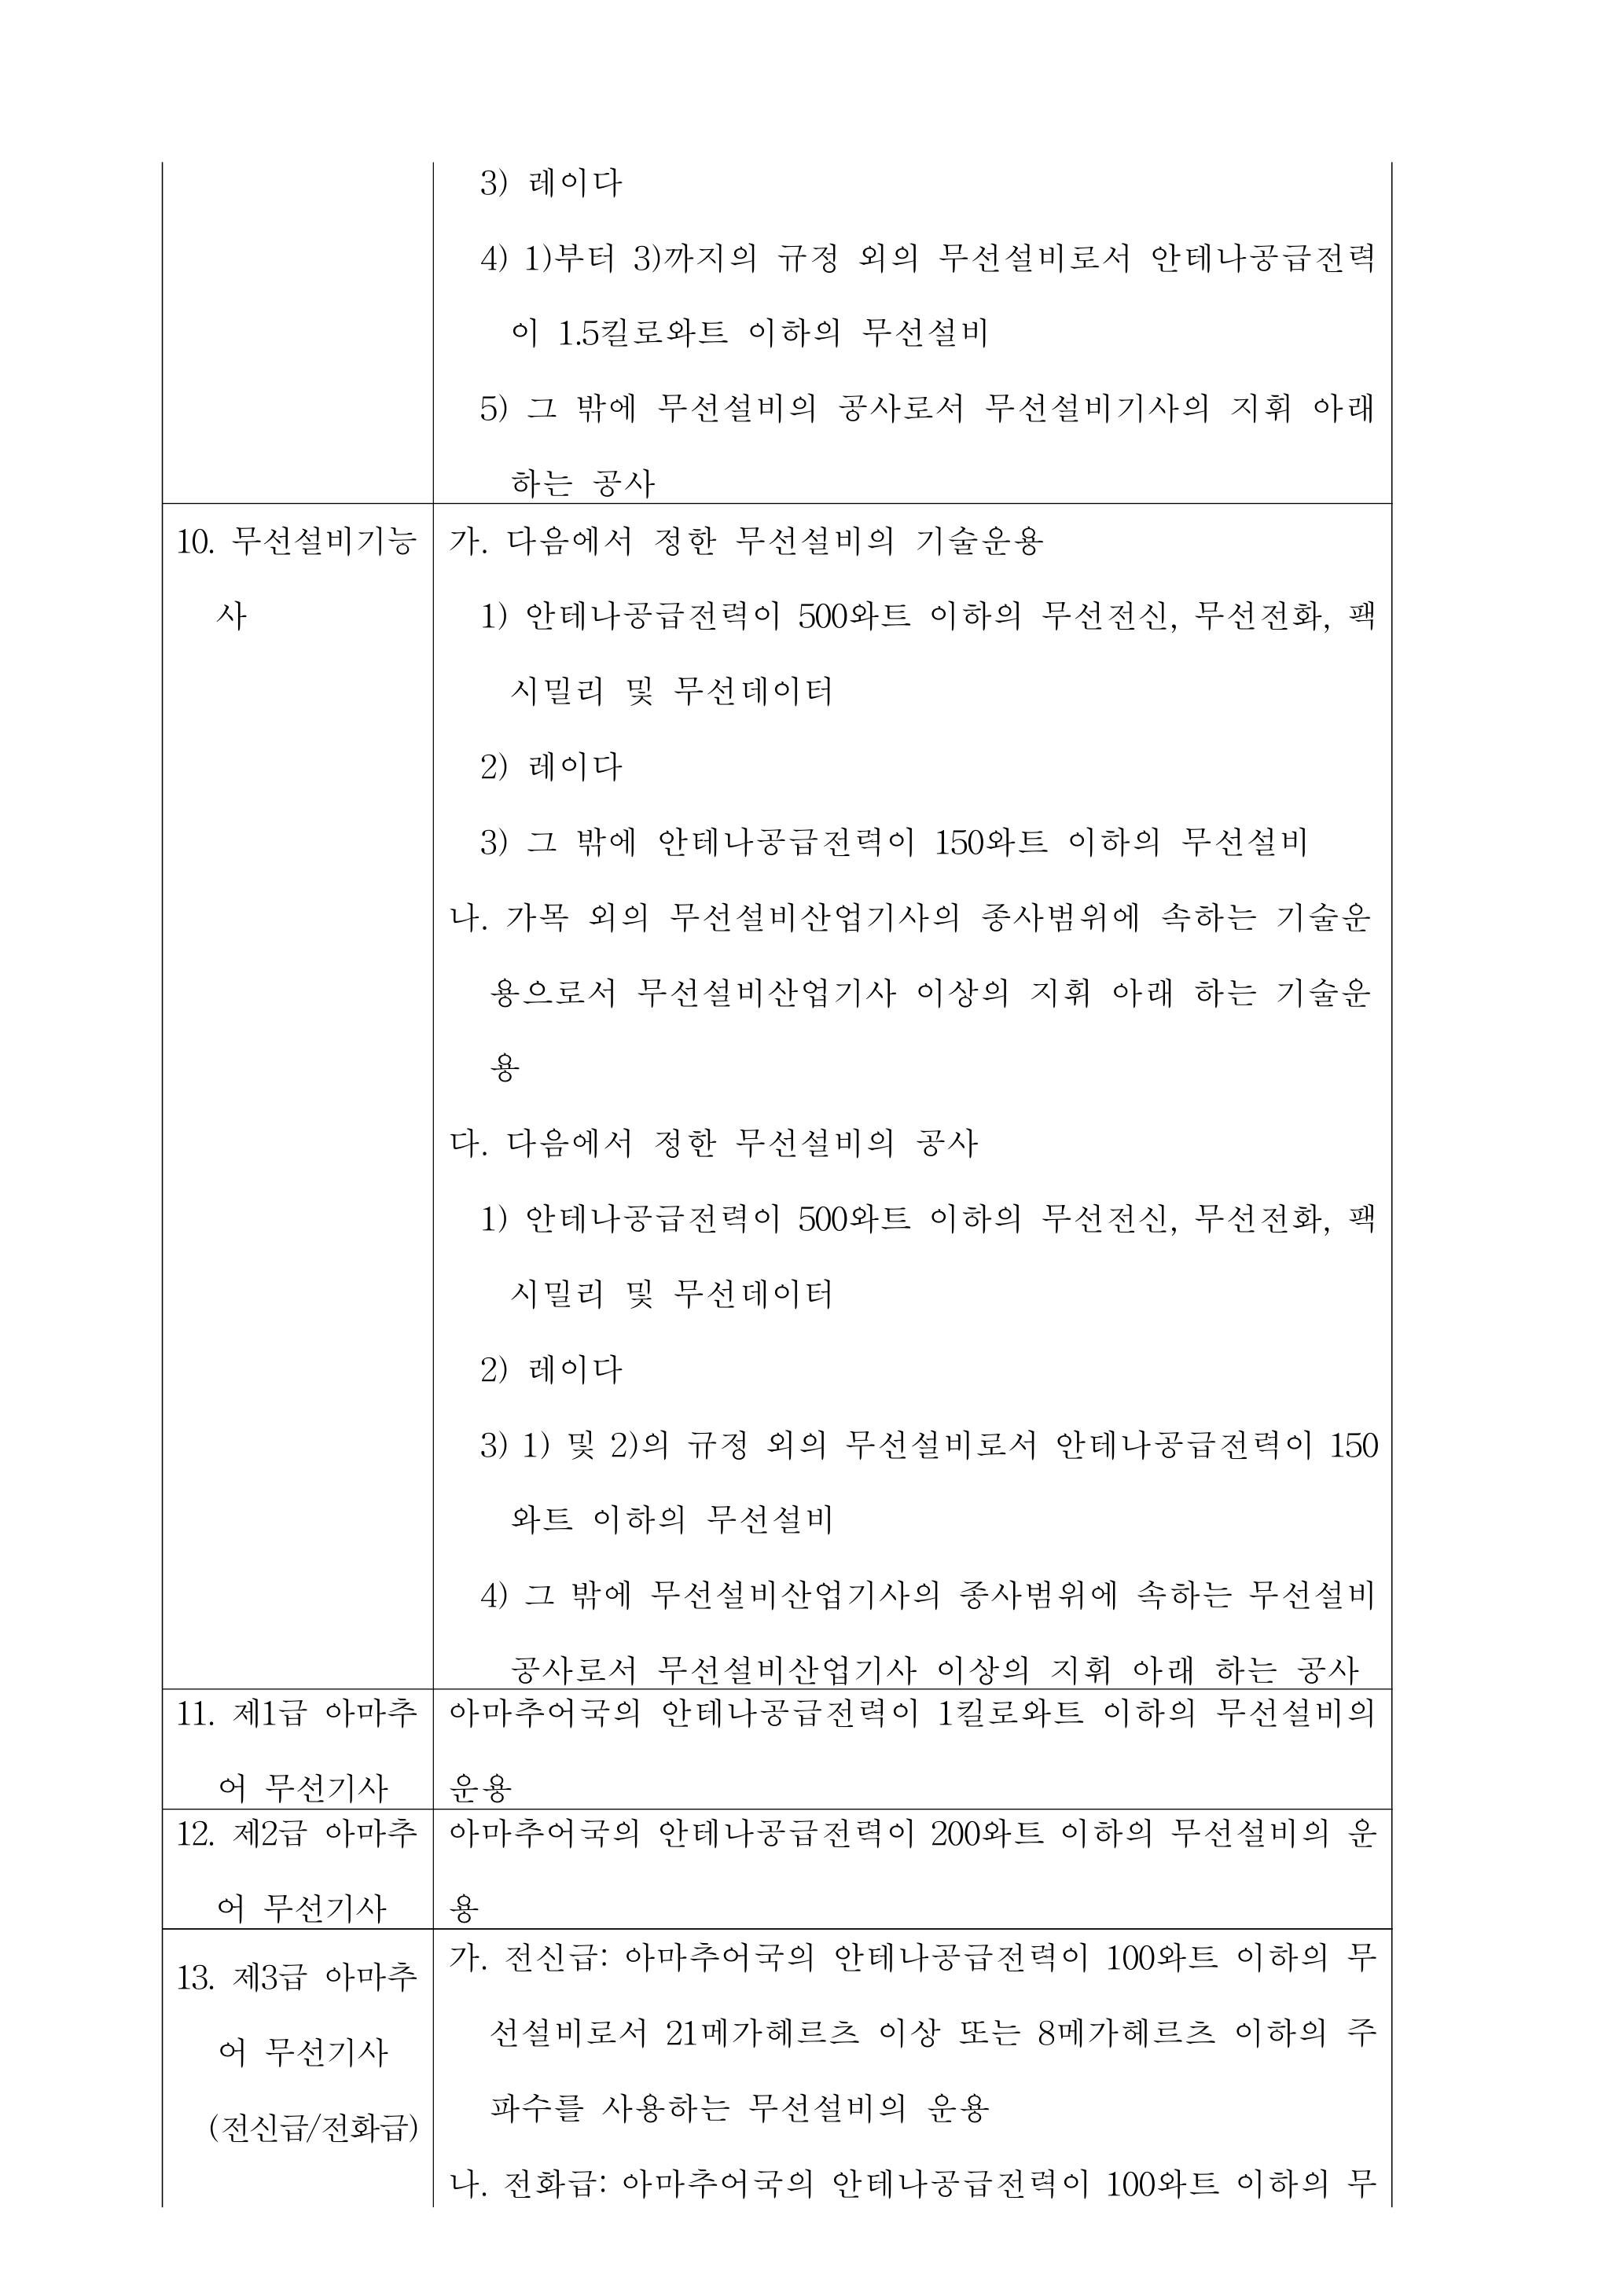 3) 레이다
4) 1)부터 3)까지의 규정 외의 무선설비로서 안테나공급전력
이 1.5킬로와트 이하의 무선설비
5) 그 밖에 무선설비의 공사로서 무선설비기사의 지휘 아래
하는 공사
10. 무선설비기능
사
가. 다음에서 정한 무선설비의 기술운용
1) 안테나공급전력이 500와트 이하의 무선전신, 무선전화, 팩
시밀리 및 무선데이터
2) 레이다
3) 그 밖에 안테나공급전력이 150와트 이하의 무선설비
나. 가목 외의 무선설비산업기사의 종사범위에 속하는 기술운
용으로서 무선설비산업기사 이상의 지휘 아래 하는 기술운
용
다. 다음에서 정한 무선설비의 공사
1) 안테나공급전력이 500와트 이하의 무선전신, 무선전화, 팩
시밀리 및 무선데이터
2) 레이다
3) 1) 및 2)의 규정 외의 무선설비로서 안테나공급전력이 150
와트 이하의 무선설비
4) 그 밖에 무선설비산업기사의 종사범위에 속하는 무선설비
공사로서 무선설비산업기사 이상의 지휘 아래 하는 공사
11. 제1급 아마추
어 무선기사
아마추어국의 안테나공급전력이 1킬로와트 이하의 무선설비의
운용
12. 제2급 아마추
어 무선기사
아마추어국의 안테나공급전력이 200와트 이하의 무선설비의 운
용
13. 제3급 아마추
어 무선기사
(전신급/전화급)
가. 전신급: 아마추어국의 안테나공급전력이 100와트 이하의 무
선설비로서 21메가헤르츠 이상 또는 8메가헤르츠 이하의 주
파수를 사용하는 무선설비의 운용
나. 전화급: 아마추어국의 안테나공급전력이 100와트 이하의 무